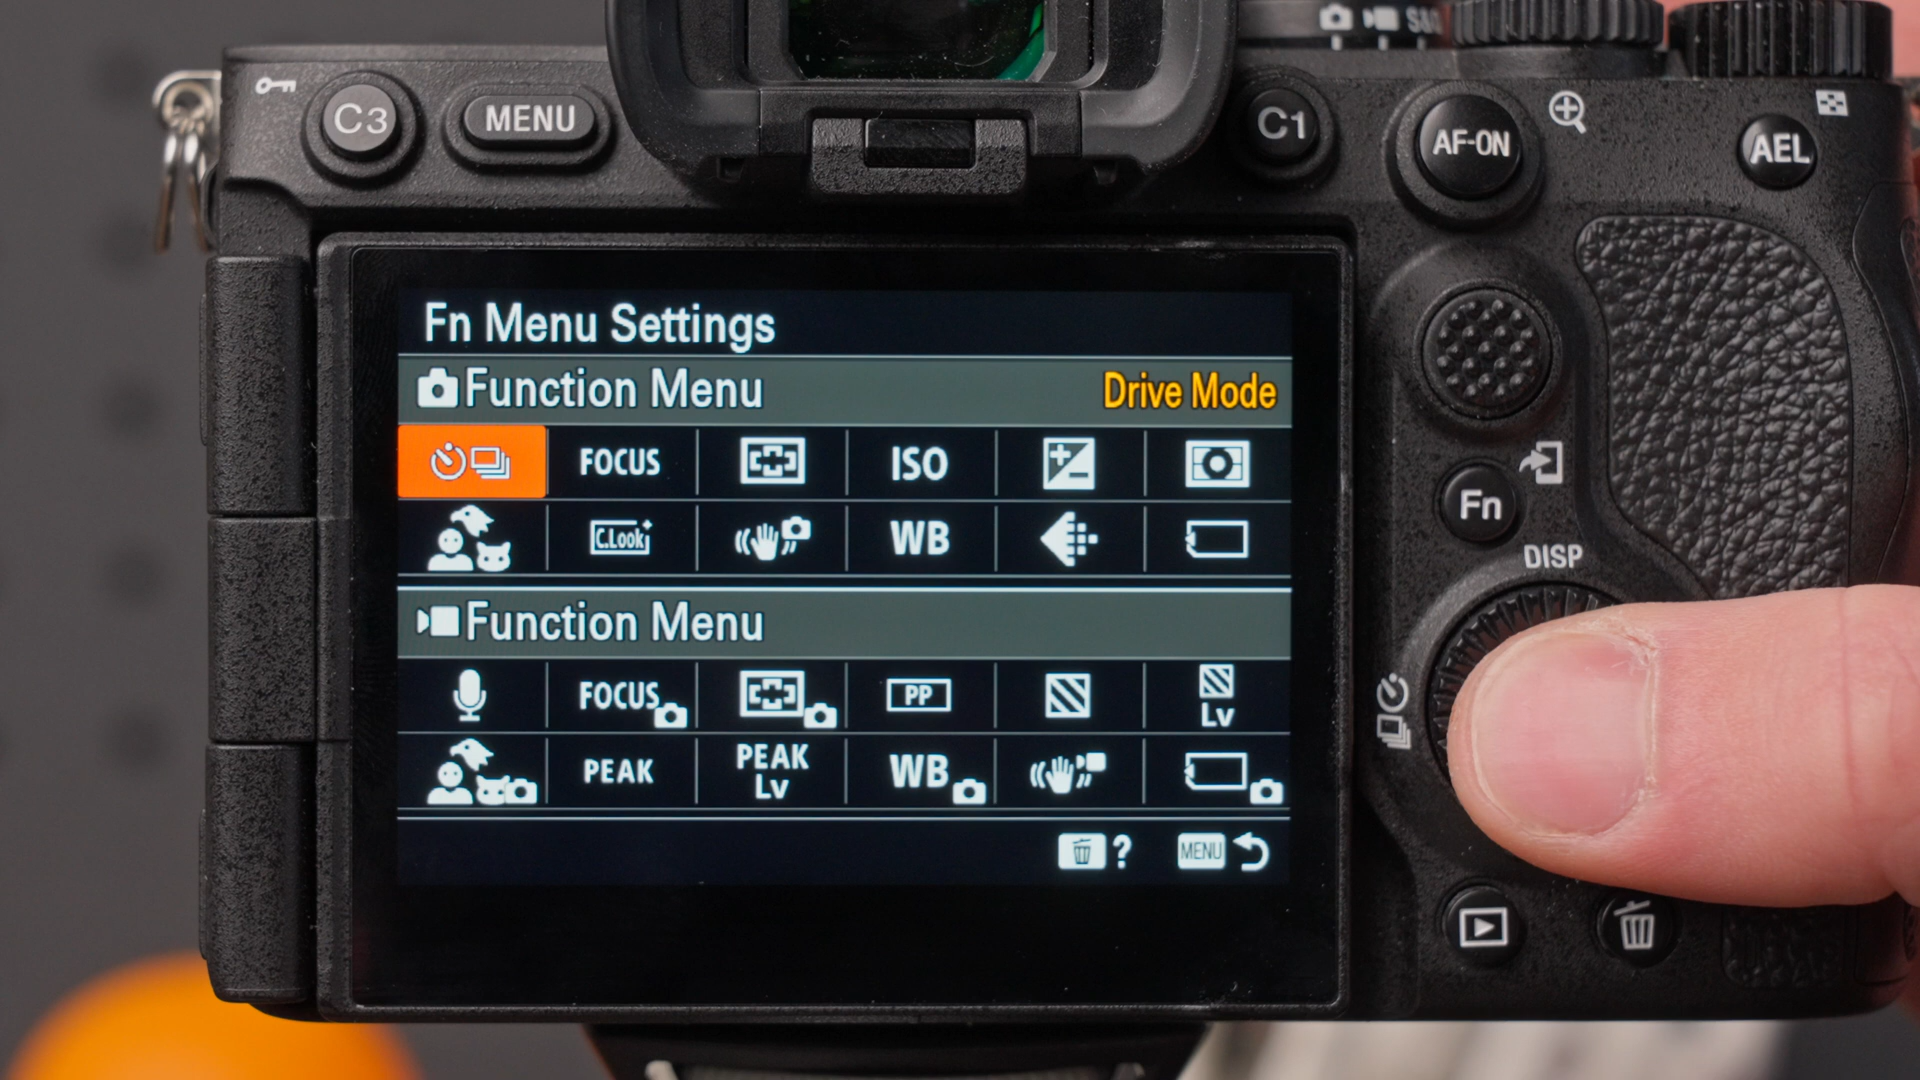 S&Q
C3
MENU
C1
AF-ON
AEL
Fn Menu Settings
Function Menu
Drive Mode
FOCUS
ISO
C.Look
WB
Fn
DISP
Function Menu
FOCUS
PP
Lv
PEAK
PEAK
Lv
WB
?
MENU